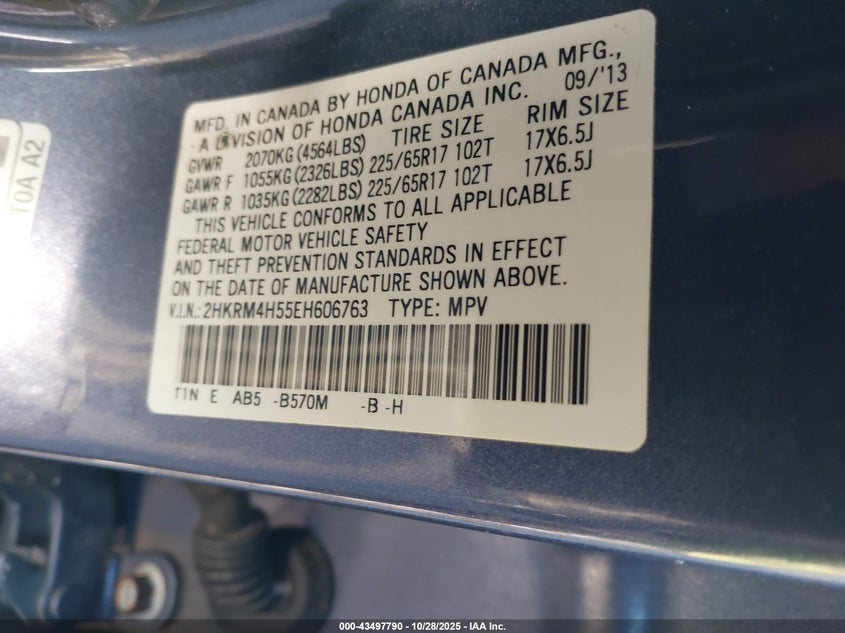 MFD. IN CANADA BY HONDA OF CANADA MFG.,
A DIVISION OF HONDA CANADA INC. 09/'13
GVWR 2070KG (4564LBS) TIRE SIZE RIM SIZE
GAWR F 1055KG (2326LBS) 225/65R17 102T 17X6.5J
GAWR R 1035KG (2282LBS) 225/65R17 102T 17X6.5J
THIS VEHICLE CONFORMS TO ALL APPLICABLE
FEDERAL MOTOR VEHICLE SAFETY
AND THEFT PREVENTION STANDARDS IN EFFECT
ON THE DATE OF MANUFACTURE SHOWN ABOVE.
V.I.N.: 2HKRM4H55EH606763 TYPE: MPV
T1N E AB5 -B570M -B -H
T0A A2
000-43497790 - 10/28/2025 - IAA Inc.